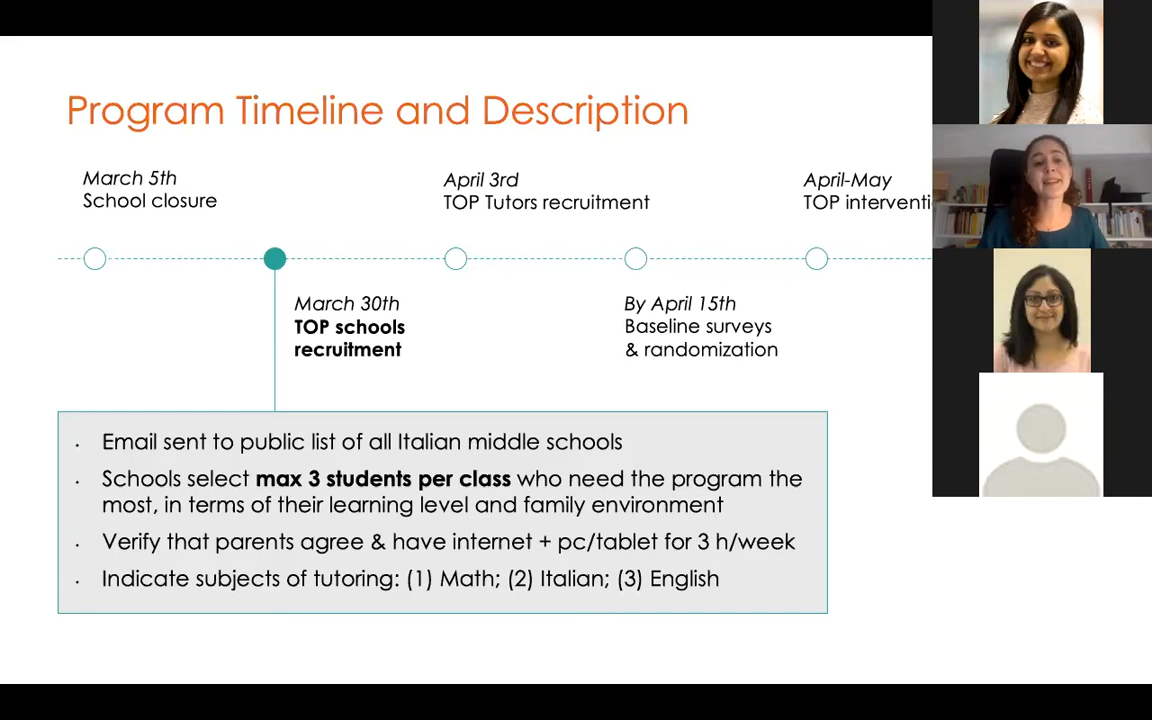 Program Timeline and Description
March 5th
School closure
April 3rd
TOP Tutors recruitment
April-May
TOP interventi
March 30th
TOP schools
recruitment
By April 15th
Baseline surveys
& randomization
• Email sent to public list of all Italian middle schools
• Schools select max 3 students per class who need the program the
most, in terms of their learning level and family environment
• Verify that parents agree & have internet + pc/tablet for 3 h/week
• Indicate subjects of tutoring: (1) Math; (2) Italian; (3) English